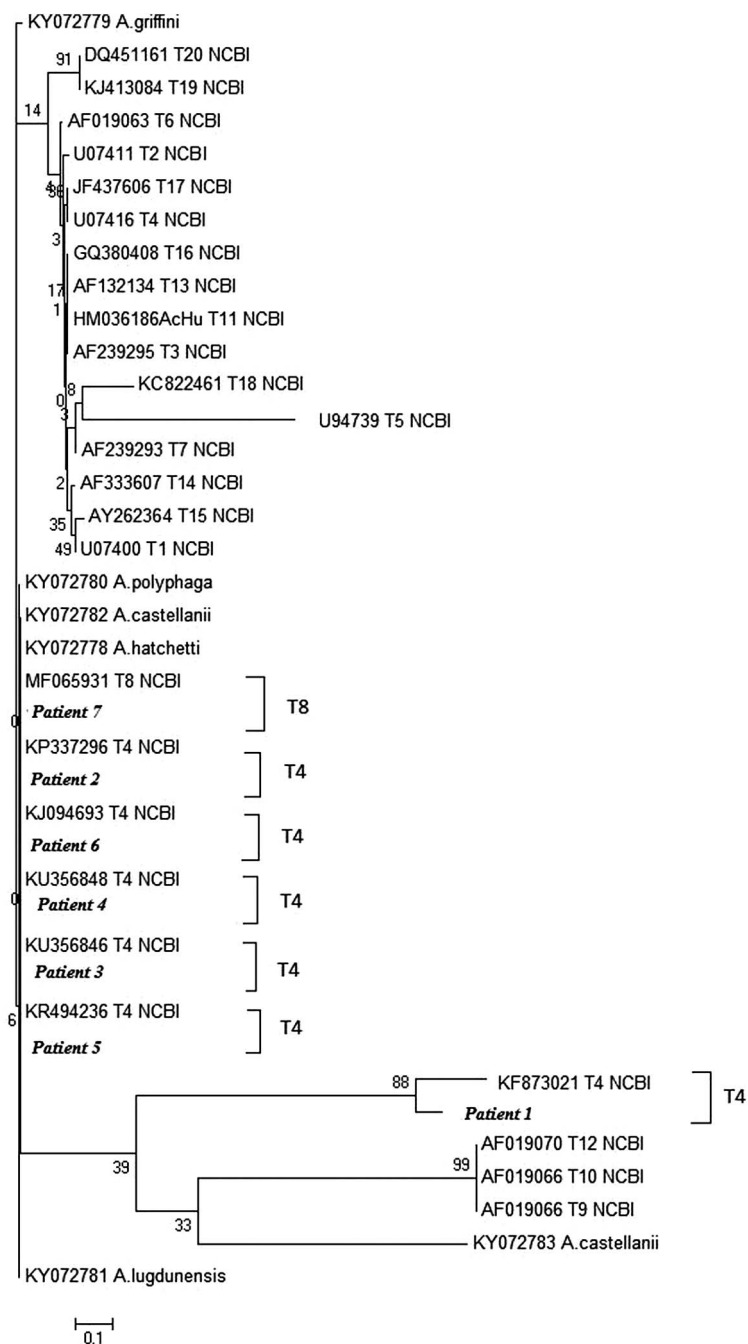 KY072779 A.griffini
91 DQ451161 T20 NCBI
KJ413084 T19 NCBI
14
AF019063 T6 NCBI
U07411 T2 NCBI
JF437606 T17 NCBI
4
U07416 T4 NCBI
3
GQ380408 T16 NCBI
17 AF132134 T13 NCBI
1 HM036186AcHu T11 NCBI
AF239295 T3 NCBI
8 KC822461 T18 NCBI
0
3 U94739 T5 NCBI
AF239293 T7 NCBI
2 AF333607 T14 NCBI
35 AY262364 T15 NCBI
49 U07400 T1 NCBI
KY072780 A.polyphaga
KY072782 A.castellanii
KY072778 A.hatchetti
MF065931 T8 NCBI
0 Patient 7 T8
KP337296 T4 NCBI
Patient 2 T4
KJ094693 T4 NCBI
Patient 6 T4
KU356848 T4 NCBI
0 Patient 4 T4
KU356846 T4 NCBI
Patient 3 T4
KR494236 T4 NCBI
6 T4
Patient 5
88 KF873021 T4 NCBI
T4
Patient 1
AF019070 T12 NCBI
99
39
AF019066 T10 NCBI
AF019066 T9 NCBI
33
KY072783 A.castellanii
KY072781 A.lugdunensis
0.1